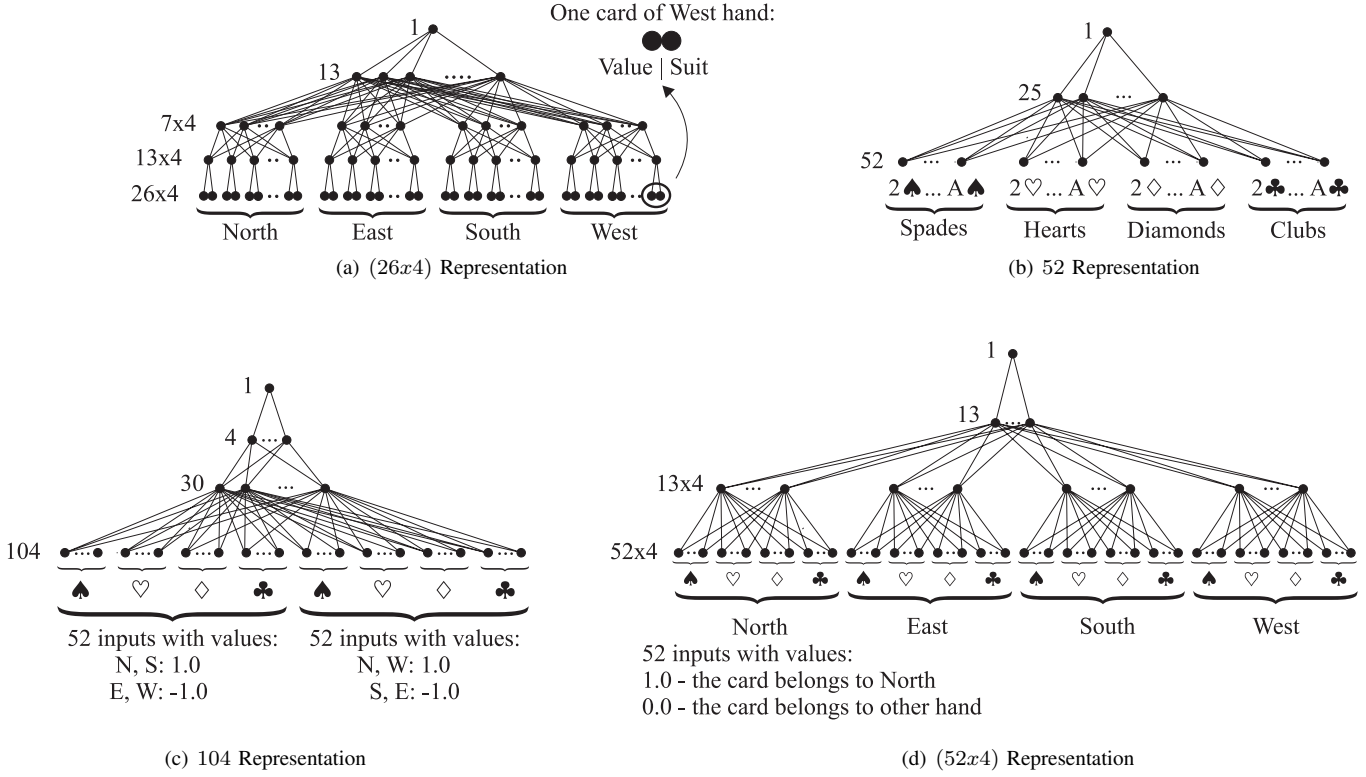 One card of West hand:
Value | Suit
1
13
....
7x4
13x4
26x4
North East South West
(a) (26x4) Representation
1
25 ...
52 ... ... ... ...
2♠... A♠ 2♡... A♡ 2♢... A♢ 2♣... A♣
Spades Hearts Diamonds Clubs
(b) 52 Representation
1
4 ...
30 ...
104
♠ ♡ ♢ ♣ ♠ ♡ ♢ ♣
52 inputs with values:
N, S: 1.0
E, W: -1.0
52 inputs with values:
N, W: 1.0
S, E: -1.0
(c) 104 Representation
1
13 ...
13x4 ... ... ... ...
52x4
♠ ♡ ♢ ♣ ♠ ♡ ♢ ♣ ♠ ♡ ♢ ♣ ♠ ♡ ♢ ♣
North East South West
52 inputs with values:
1.0 - the card belongs to North
0.0 - the card belongs to other hand
(d) (52x4) Representation